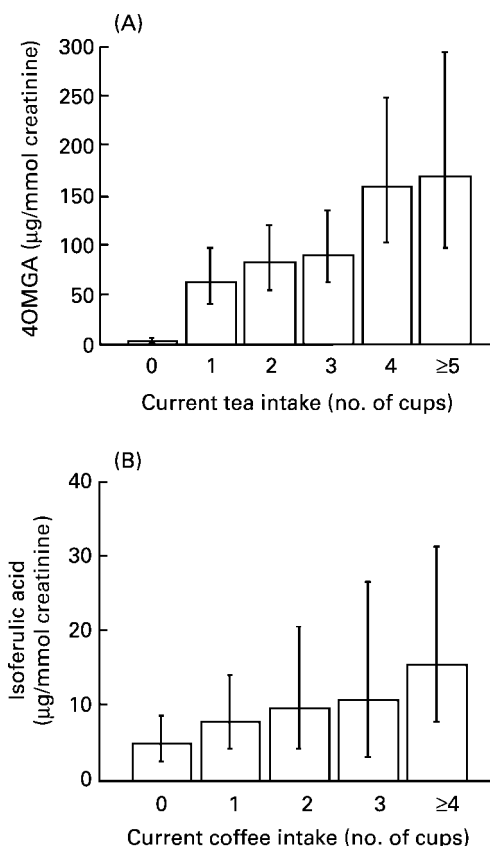 (A)
4OMGA (μg/mmol creatinine)
300
250
200
150
100
50
0
0 1 2 3 4 ≥5
Current tea intake (no. of cups)
(B)
Isoferulic acid
(μg/mmol creatinine)
40
30
20
10
0
0 1 2 3 ≥4
Current coffee intake (no. of cups)